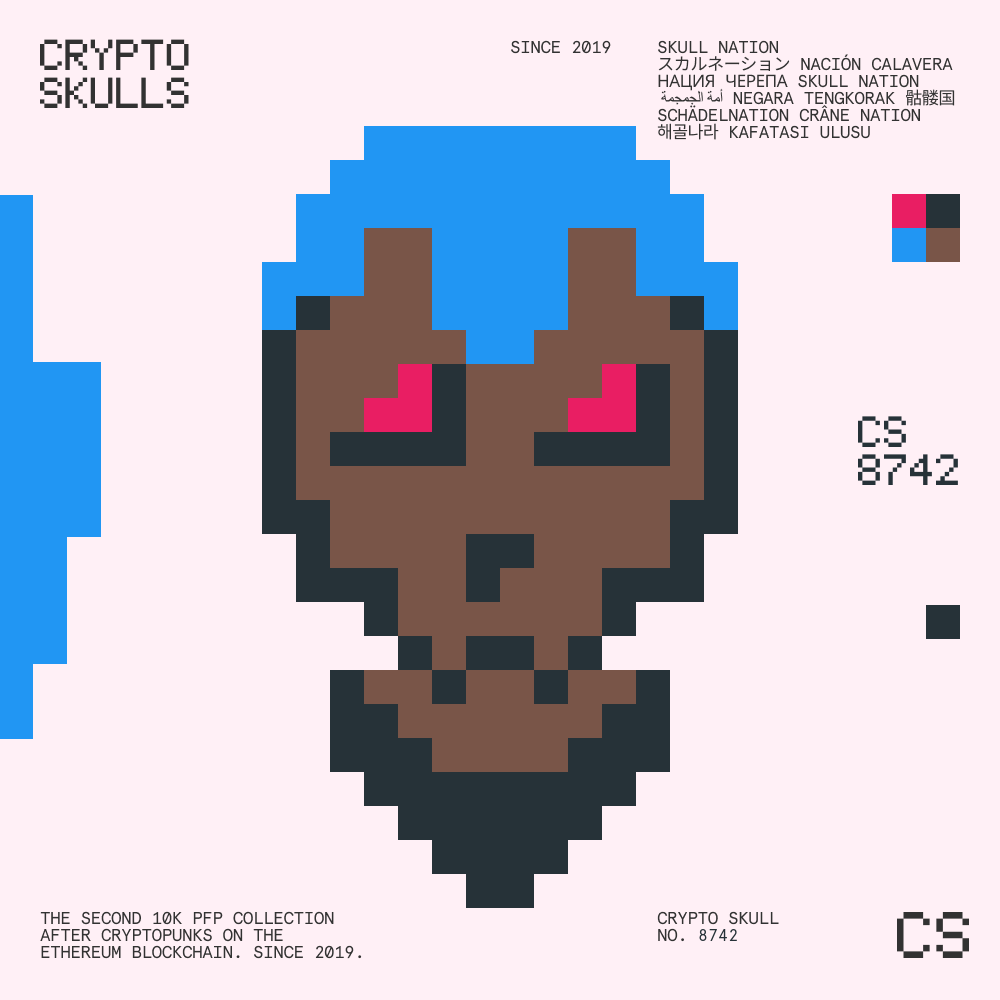 CRYPTO
SKULLS
SINCE 2019
SKULL NATION
スカルネーション NACIÓN CALAVERA
НАЦИЯ ЧЕРЕПА SKULL NATION
أمة الجمجمة NEGARA TENGKORAK 骷髅国
SCHÄDELNATION CRÂNE NATION
해골나라 KAFATASI ULUSU
CS
8742
THE SECOND 10K PFP COLLECTION
AFTER CRYPTOPUNKS ON THE
ETHEREUM BLOCKCHAIN. SINCE 2019.
CRYPTO SKULL
NO. 8742
CS